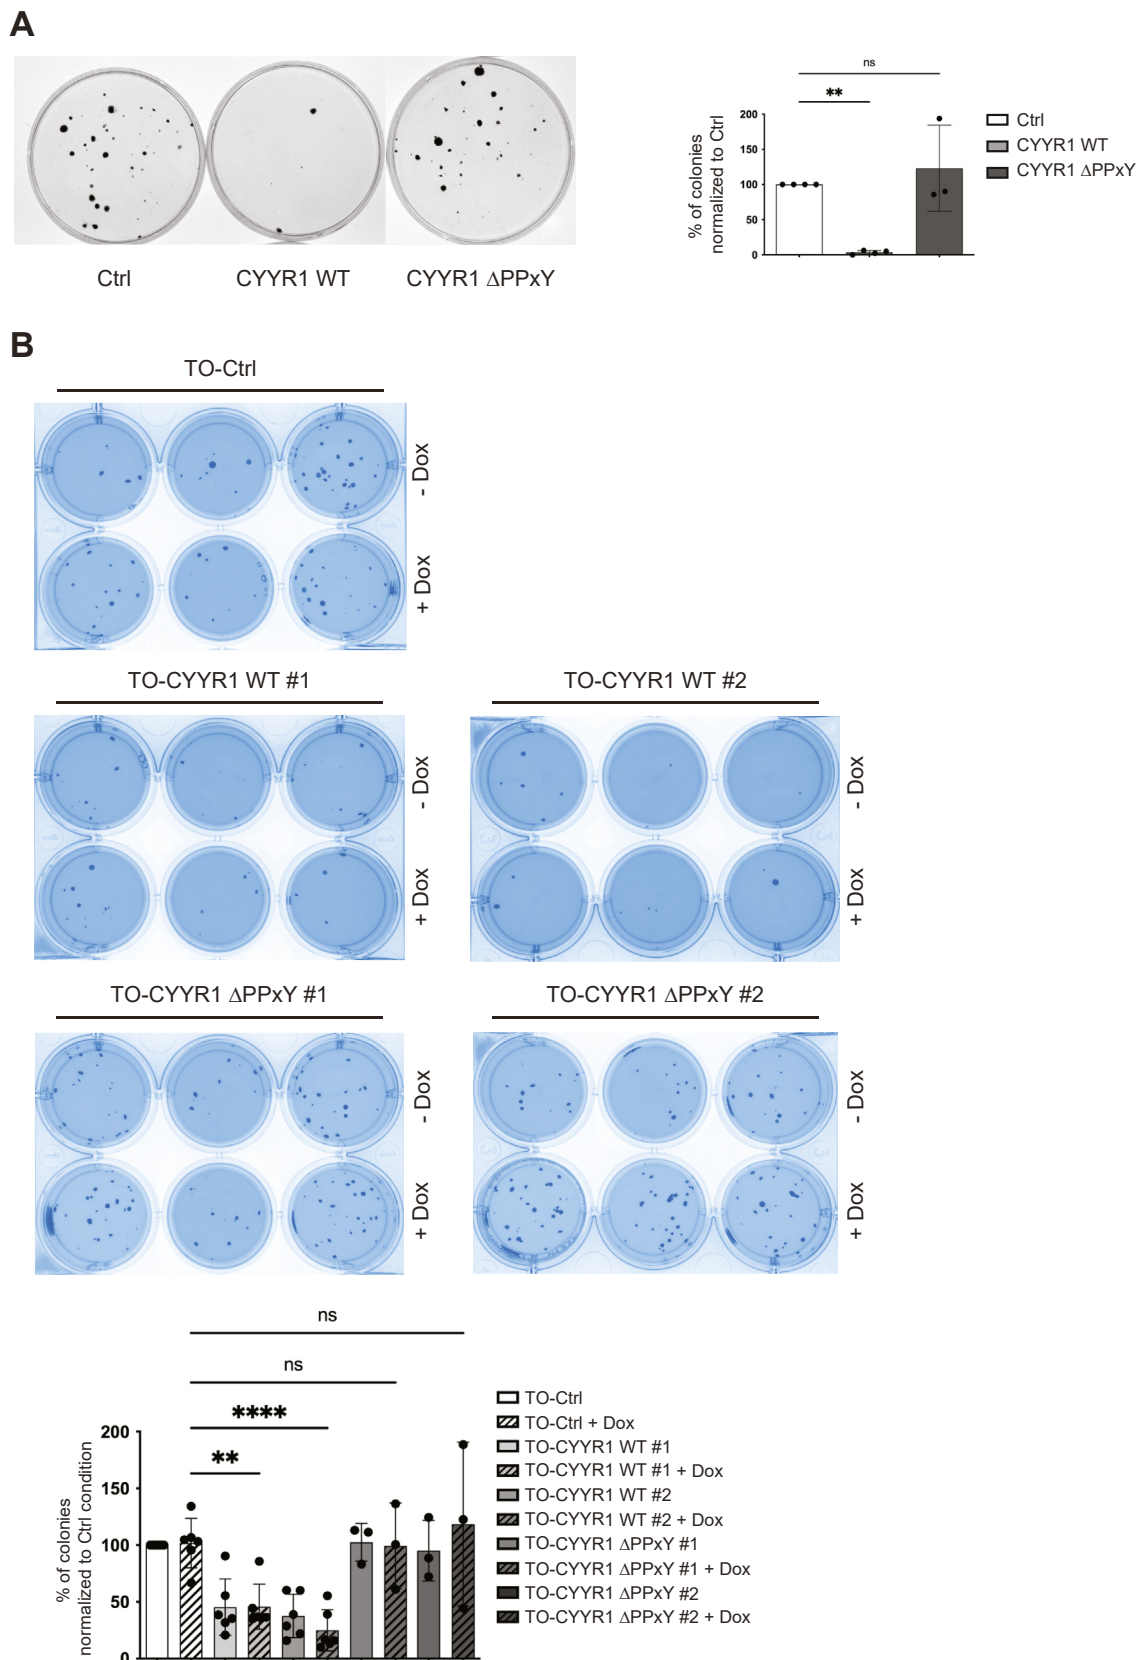 A
Ctrl
CYYR1 WT
CYYR1 ΔPPxY
ns
**
200
150
100
50
0
% of colonies
normalized to Ctrl
Ctrl
CYYR1 WT
CYYR1 ΔPPxY
B
TO-Ctrl
- Dox
+ Dox
TO-CYYR1 WT #1
- Dox
+ Dox
TO-CYYR1 WT #2
- Dox
+ Dox
TO-CYYR1 ΔPPxY #1
- Dox
+ Dox
TO-CYYR1 ΔPPxY #2
- Dox
+ Dox
ns
ns
****
**
200
150
100
50
0
% of colonies
normalized to Ctrl condition
TO-Ctrl
TO-Ctrl + Dox
TO-CYYR1 WT #1
TO-CYYR1 WT #1 + Dox
TO-CYYR1 WT #2
TO-CYYR1 WT #2 + Dox
TO-CYYR1 ΔPPxY #1
TO-CYYR1 ΔPPxY #1 + Dox
TO-CYYR1 ΔPPxY #2
TO-CYYR1 ΔPPxY #2 + Dox